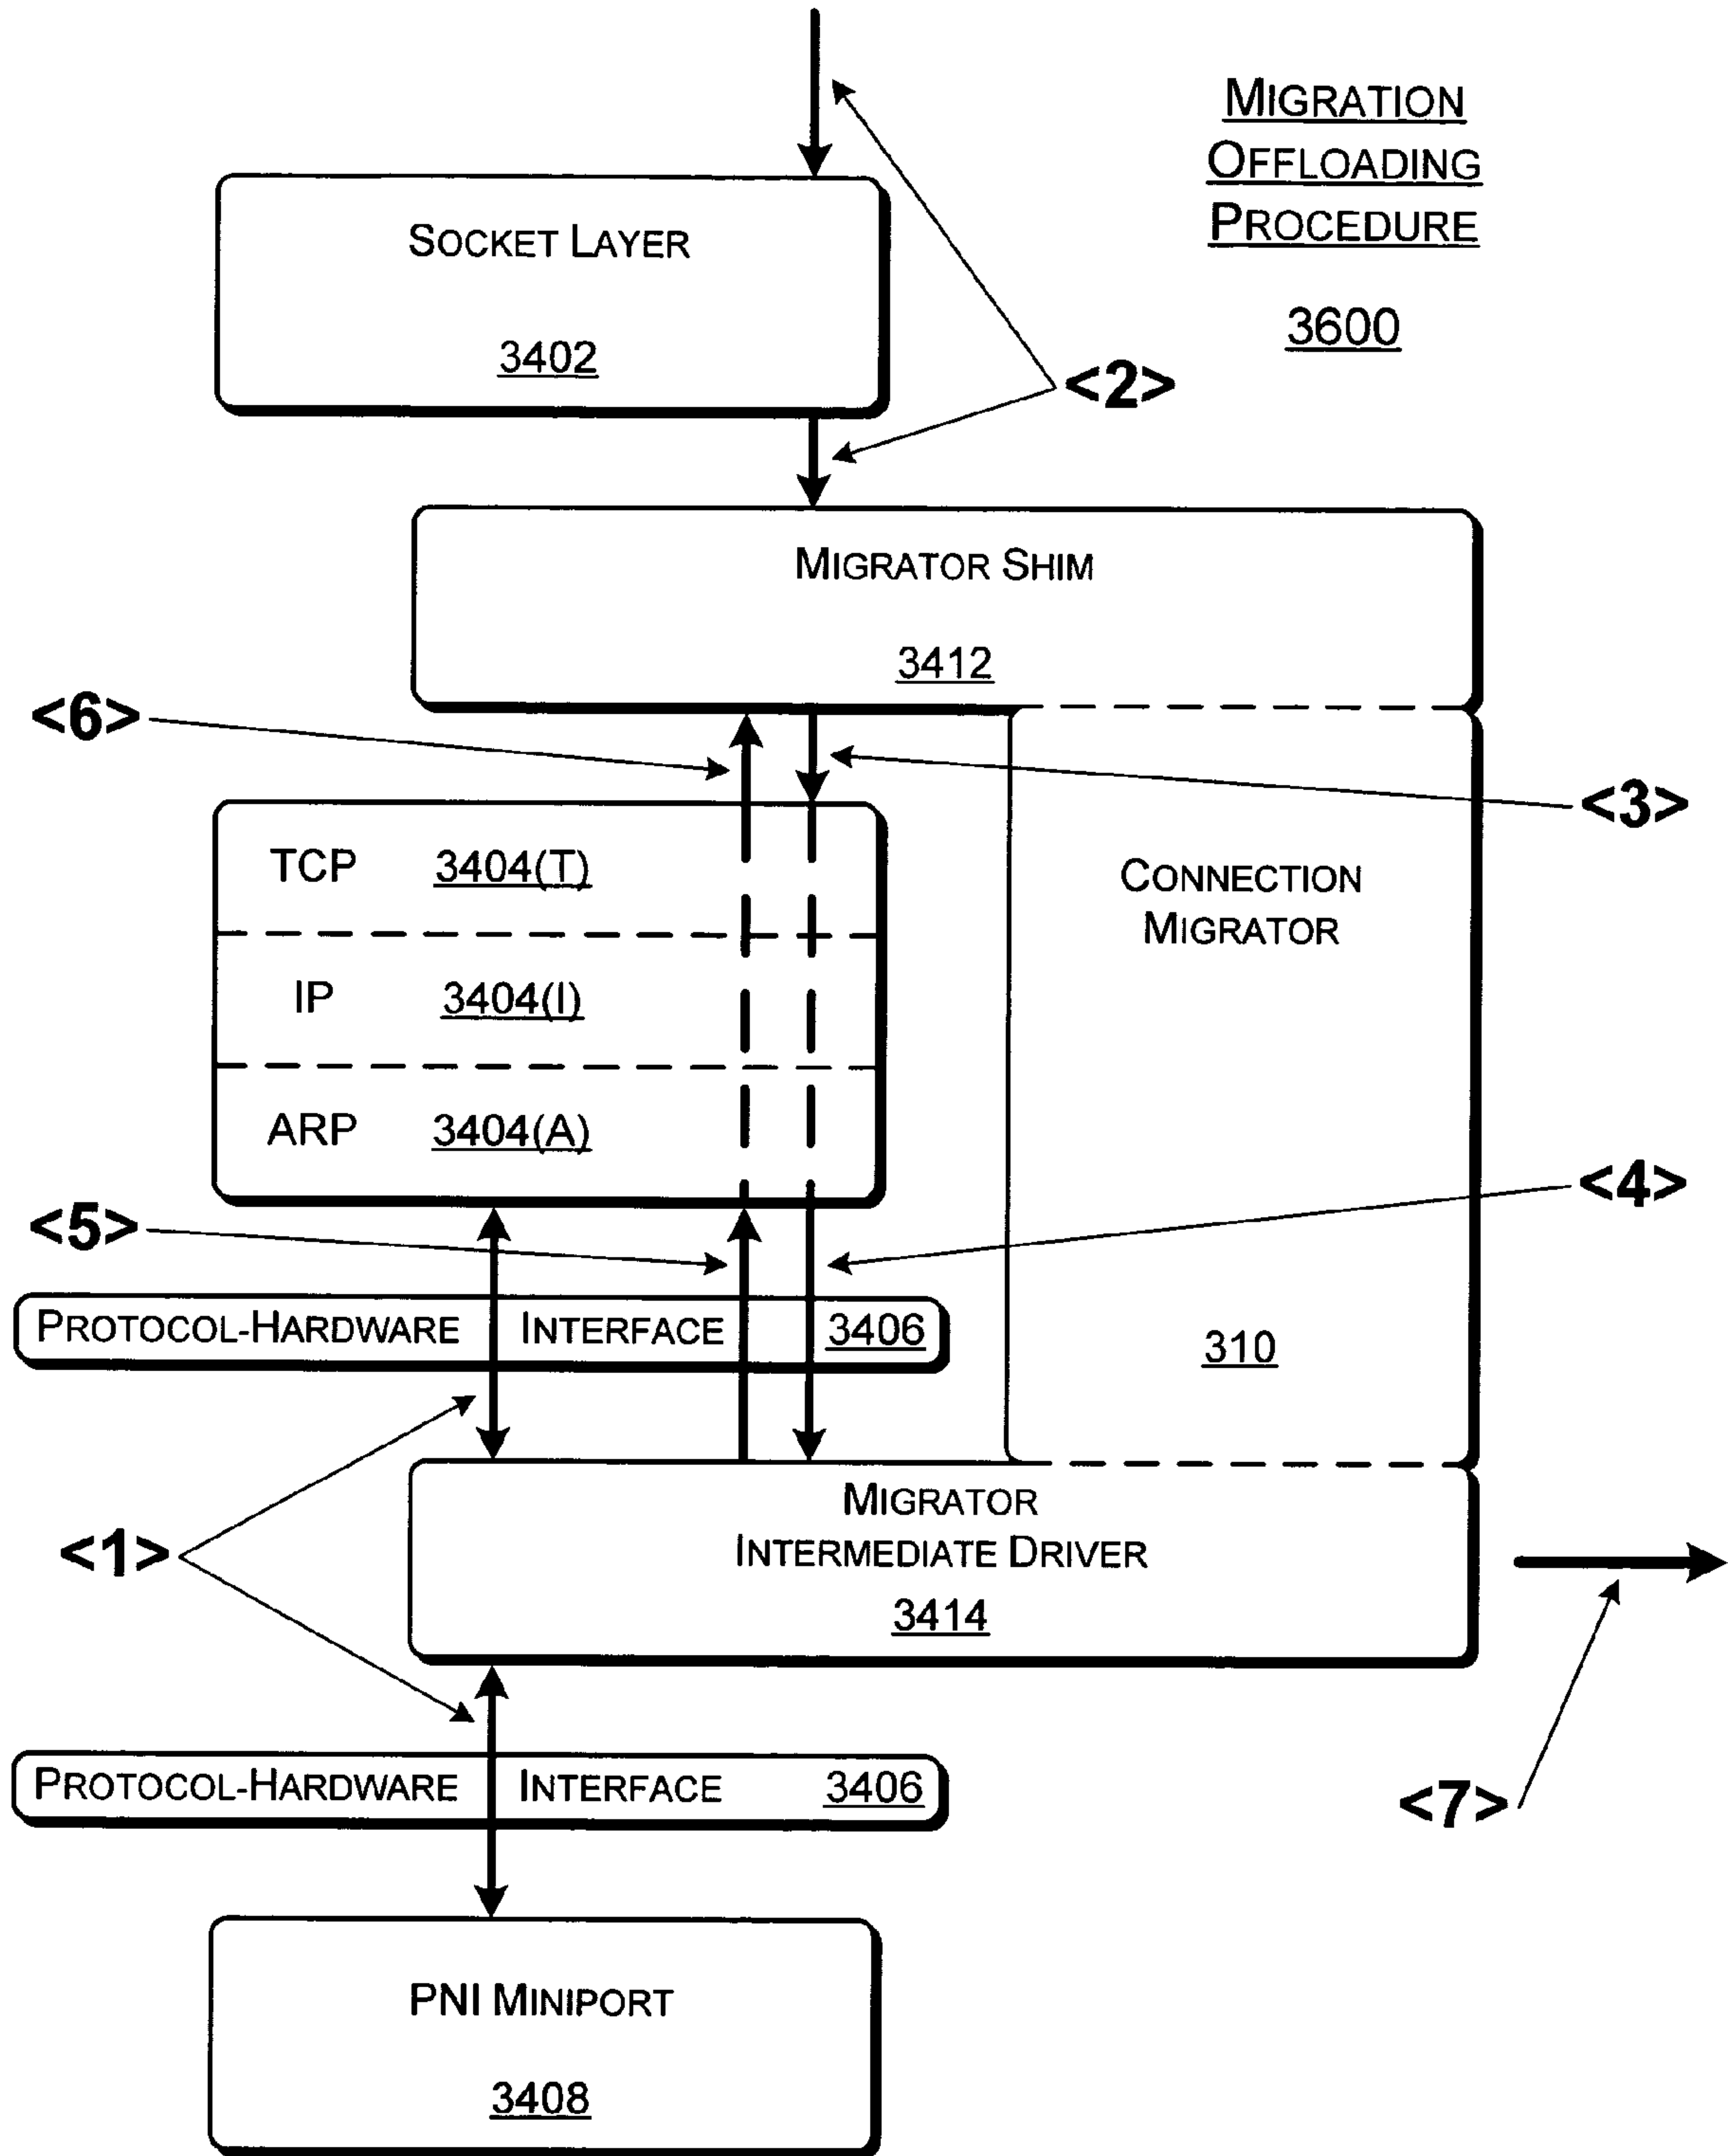 MIGRATION
OFFLOADING
PROCEDURE
3600
SOCKET LAYER
3402
<2>
MIGRATOR SHIM
3412
<6>
<3>
TCP 3404(T)
IP 3404(I)
ARP 3404(A)
CONNECTION
MIGRATOR
310
<4>
<5>
PROTOCOL-HARDWARE INTERFACE 3406
MIGRATOR
INTERMEDIATE DRIVER
3414
<1>
<7>
PROTOCOL-HARDWARE INTERFACE 3406
PNI MINIPORT
3408